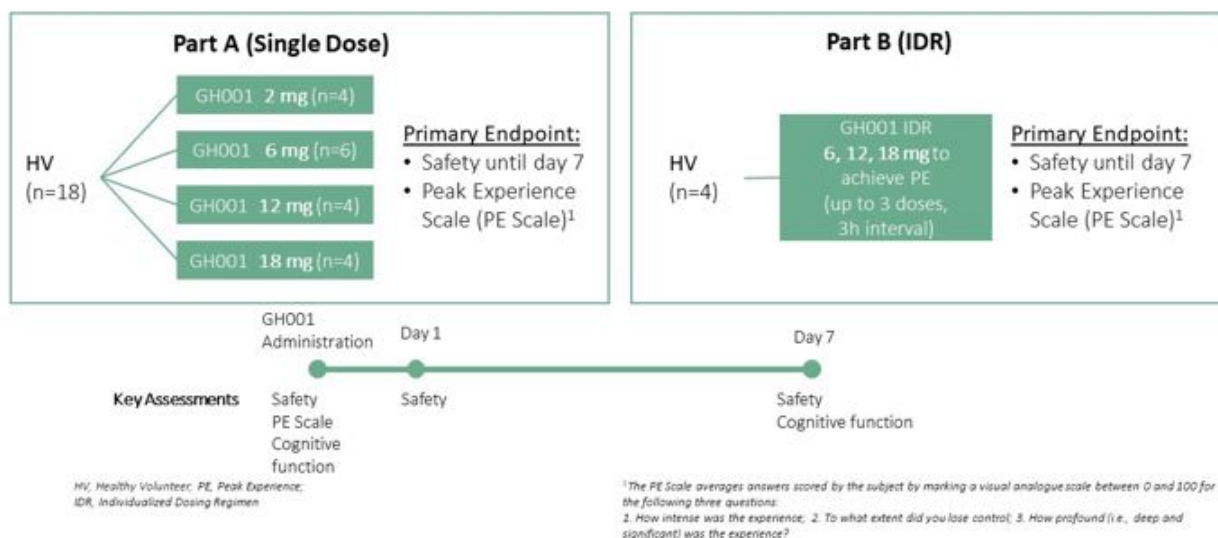 Part A (Single Dose)
HV
(n=18)
GH001 2 mg (n=4)
GH001 6 mg (n=6)
GH001 12 mg (n=4)
GH001 18 mg (n=4)
Primary Endpoint:
• Safety until day 7
• Peak Experience
Scale (PE Scale)¹
Part B (IDR)
HV
(n=4)
GH001 IDR
6, 12, 18 mg to
achieve PE
(up to 3 doses,
3h interval)
Primary Endpoint:
• Safety until day 7
• Peak Experience
Scale (PE Scale)¹
GH001
Administration
Day 1
Day 7
Key Assessments
Safety
PE Scale
Cognitive
function
Safety
Safety
Cognitive function
HV, Healthy Volunteer; PE, Peak Experience;
IDR, Individualized Dosing Regimen
¹The PE Scale averages answers scored by the subject by marking a visual analogue scale between 0 and 100 for
the following three questions:
1. How intense was the experience; 2. To what extent did you lose control; 3. How profound (i.e., deep and
significant) was the experience?